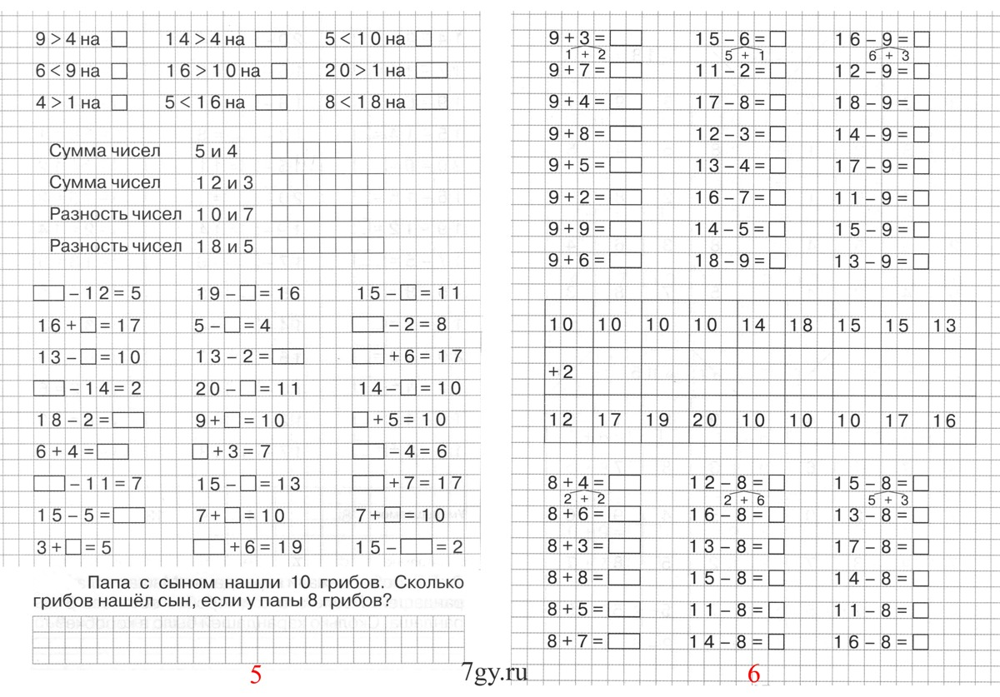 9 > 4 на □ 14 > 4 на □ 5 < 10 на □
6 < 9 на □ 16 > 10 на □ 20 > 1 на □
4 > 1 на □ 5 < 16 на □ 8 < 18 на □
Сумма чисел 5 и 4
Сумма чисел 12 и 3
Разность чисел 10 и 7
Разность чисел 18 и 5
□ – 12 = 5 19 – □ = 16 15 – □ = 11
16 + □ = 17 5 – □ = 4 □ – 2 = 8
13 – □ = 10 13 – 2 = □ □ + 6 = 17
□ – 14 = 2 20 – □ = 11 14 – □ = 10
18 – 2 = □ 9 + □ = 10 □ + 5 = 10
6 + 4 = □ □ + 3 = 7 □ – 4 = 6
□ – 11 = 7 15 – □ = 13 □ + 7 = 17
15 – 5 = □ 7 + □ = 10 7 + □ = 10
3 + □ = 5 □ + 6 = 19 15 – □ = 2
Папа с сыном нашли 10 грибов. Сколько
грибов нашёл сын, если у папы 8 грибов?
5
9 + 3 = □ 15 – 6 = □ 16 – 9 = □
1 + 2 5 + 1 6 + 3
9 + 7 = □ 11 – 2 = □ 12 – 9 = □
9 + 4 = □ 17 – 8 = □ 18 – 9 = □
9 + 8 = □ 12 – 3 = □ 14 – 9 = □
9 + 5 = □ 13 – 4 = □ 17 – 9 = □
9 + 2 = □ 16 – 7 = □ 11 – 9 = □
9 + 9 = □ 14 – 5 = □ 15 – 9 = □
9 + 6 = □ 18 – 9 = □ 13 – 9 = □
10 10 10 10 14 18 15 15 13
+2
12 17 19 20 10 10 10 17 16
8 + 4 = □ 12 – 8 = □ 15 – 8 = □
2 + 2 2 + 6 5 + 3
8 + 6 = □ 16 – 8 = □ 13 – 8 = □
8 + 3 = □ 13 – 8 = □ 17 – 8 = □
8 + 8 = □ 15 – 8 = □ 14 – 8 = □
8 + 5 = □ 11 – 8 = □ 11 – 8 = □
8 + 7 = □ 14 – 8 = □ 16 – 8 = □
7gy.ru
6